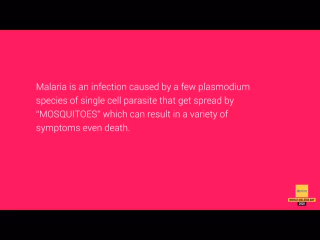 Malaria is an infection caused by a few plasmodium
species of single cell parasite that get spread by
"MOSQUITOES" which can result in a variety of
symptoms even death.